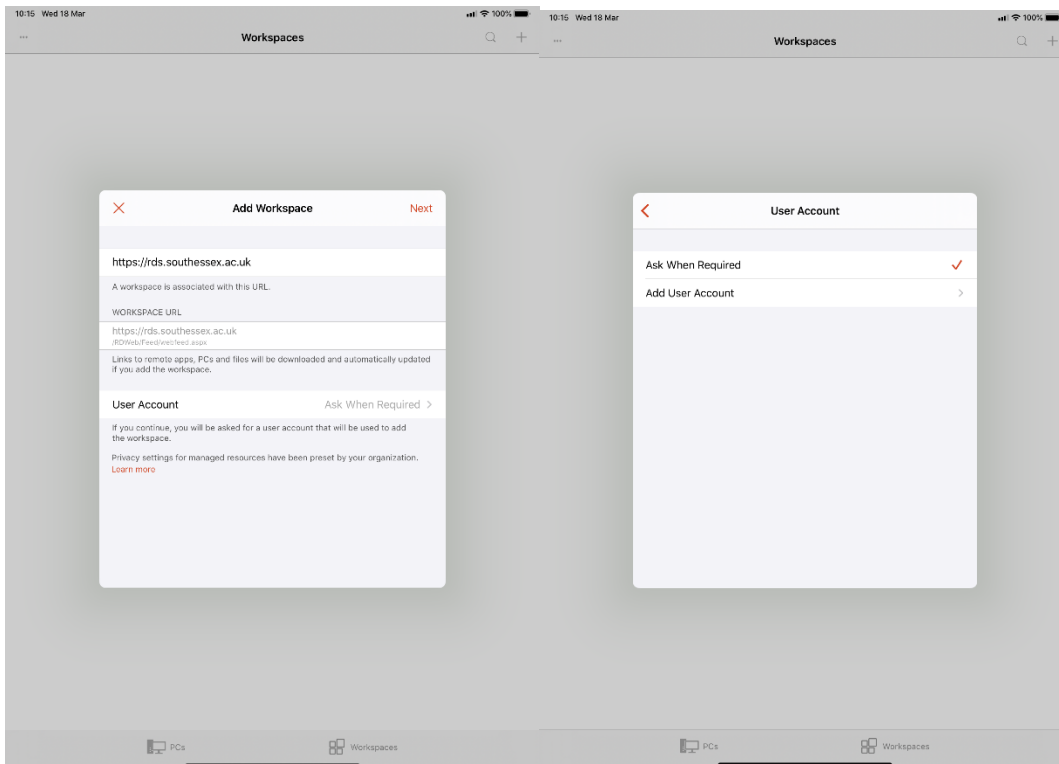 10:15 Wed 18 Mar
100%
...
Workspaces
Add Workspace
Next
https://rds.southessex.ac.uk
A workspace is associated with this URL.
WORKSPACE URL
https://rds.southessex.ac.uk
/RDWeb/Feed/webfeed.aspx
Links to remote apps, PCs and files will be downloaded and automatically updated
if you add the workspace.
User Account
Ask When Required
If you continue, you will be asked for a user account that will be used to add
the workspace.
Privacy settings for managed resources have been preset by your organization.
Learn more
PCs
Workspaces
10:15 Wed 18 Mar
100%
...
Workspaces
User Account
Ask When Required
Add User Account
PCs
Workspaces